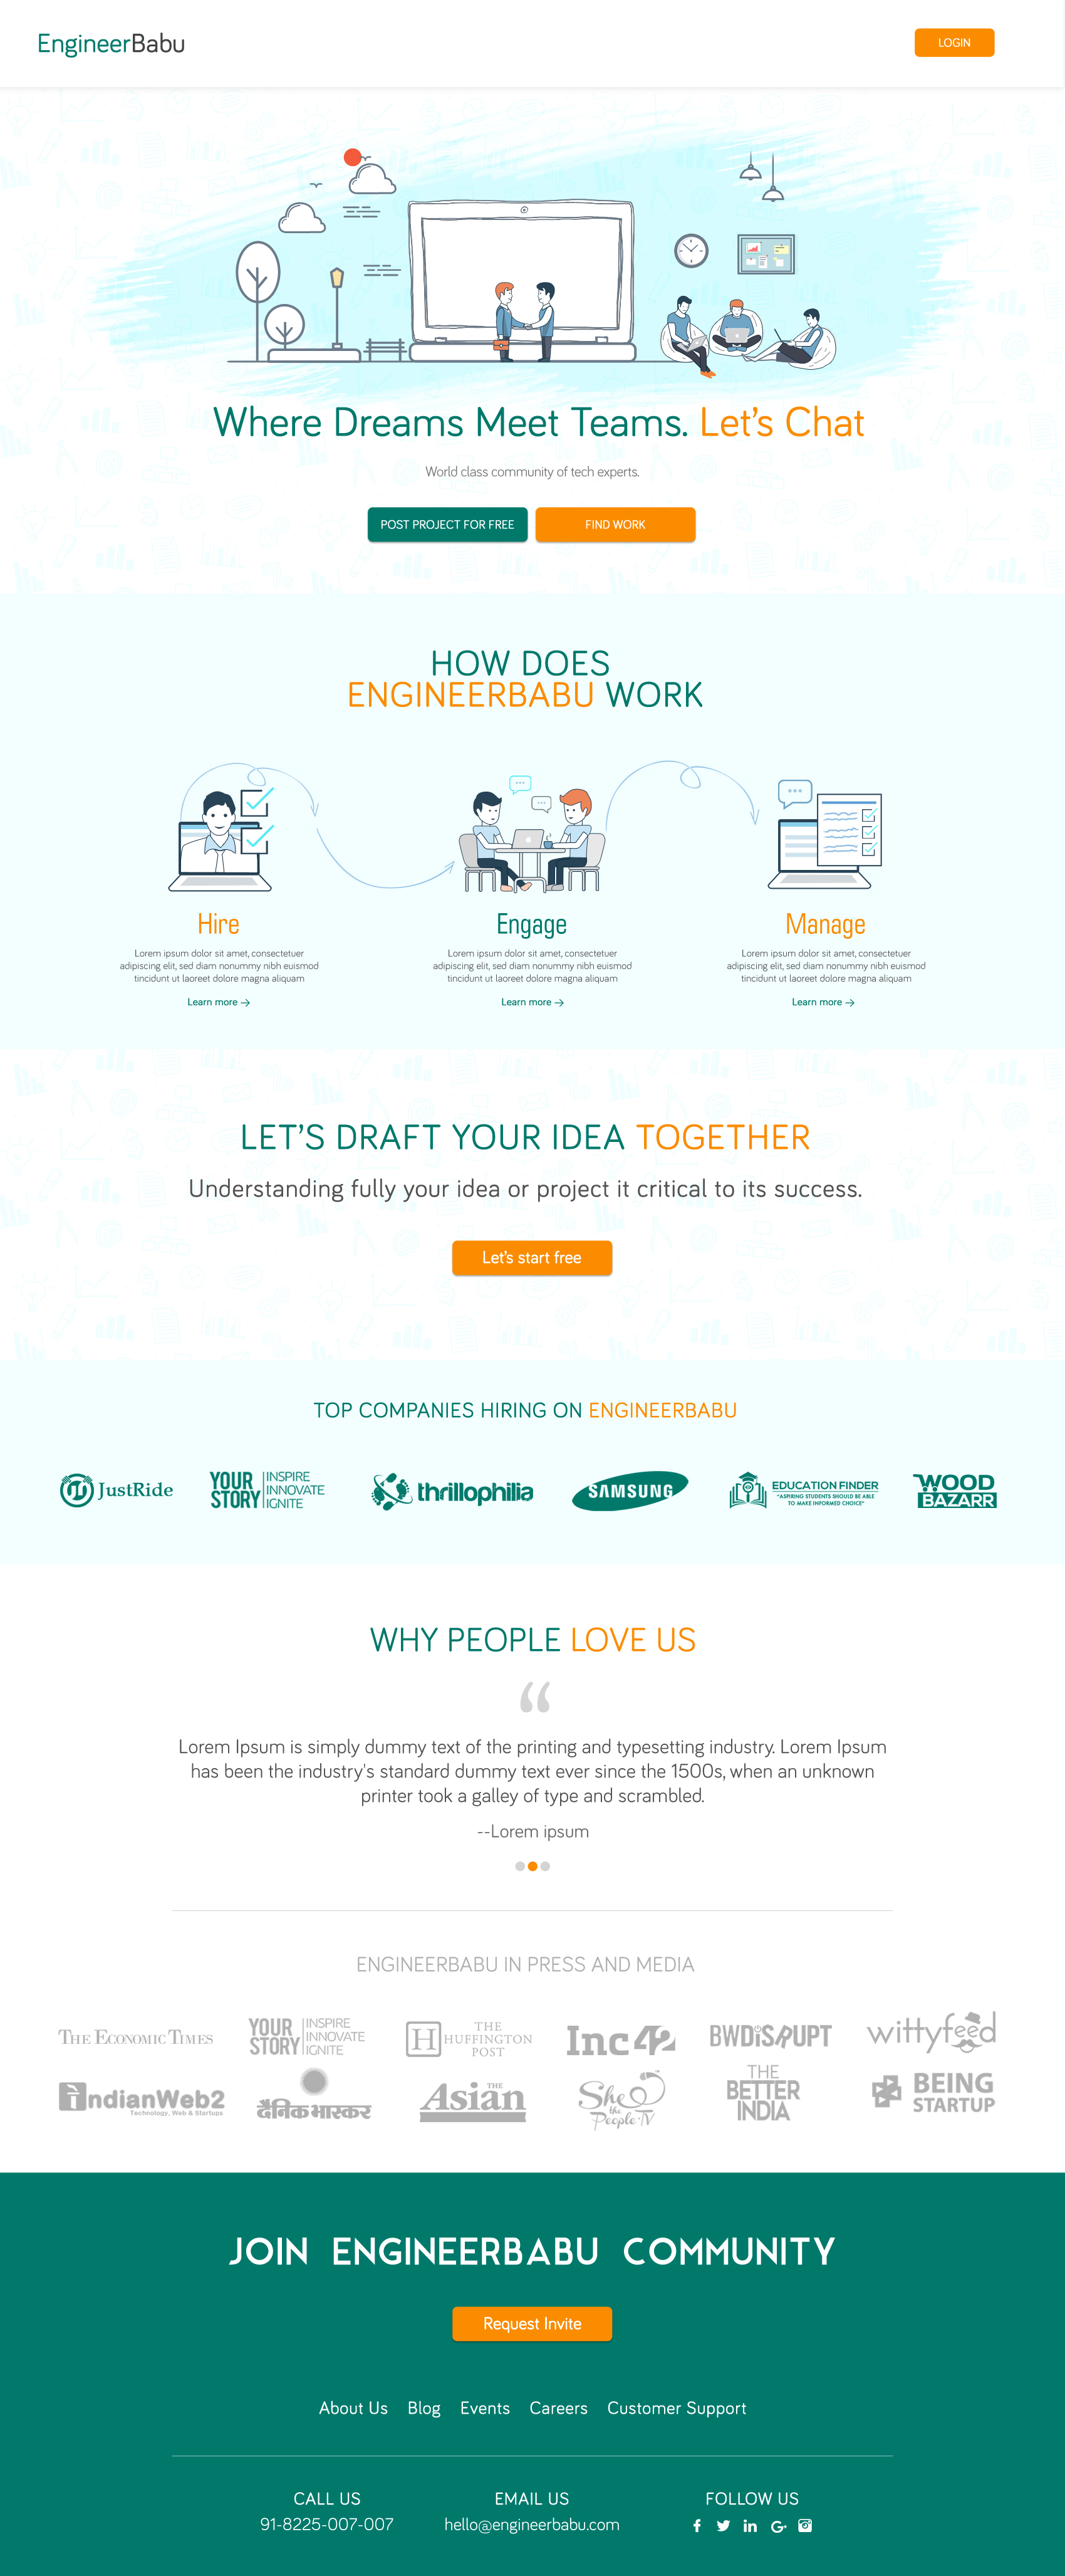 EngineerBabu
LOGIN
Where Dreams Meet Teams. Let's Chat
World class community of tech experts.
POST PROJECT FOR FREE
FIND WORK
HOW DOES
ENGINEERBABU WORK
Hire
Lorem ipsum dolor sit amet, consectetuer
adipiscing elit, sed diam nonummy nibh euismod
tincidunt ut laoreet dolore magna aliquam
Learn more →
Engage
Lorem ipsum dolor sit amet, consectetuer
adipiscing elit, sed diam nonummy nibh euismod
tincidunt ut laoreet dolore magna aliquam
Learn more →
Manage
Lorem ipsum dolor sit amet, consectetuer
adipiscing elit, sed diam nonummy nibh euismod
tincidunt ut laoreet dolore magna aliquam
Learn more →
LET'S DRAFT YOUR IDEA TOGETHER
Understanding fully your idea or project it critical to its success.
Let's start free
TOP COMPANIES HIRING ON ENGINEERBABU
JustRide
YOUR
STORY
INSPIRE
INNOVATE
IGNITE
thrillophilia
SAMSUNG
EDUCATION FINDER
"ASPIRING STUDENTS SHOULD BE ABLE
TO MAKE INFORMED CHOICE"
WOOD
BAZARR
WHY PEOPLE LOVE US
“
Lorem Ipsum is simply dummy text of the printing and typesetting industry. Lorem Ipsum
has been the industry's standard dummy text ever since the 1500s, when an unknown
printer took a galley of type and scrambled.
--Lorem ipsum
ENGINEERBABU IN PRESS AND MEDIA
THE ECONOMIC TIMES
YOUR
STORY
INSPIRE
INNOVATE
IGNITE
H
THE
HUFFINGTON
POST
Inc42
BWDiSRUPT
wittyfeed
indianWeb2
Technology, Web & Startups
दैनिक भास्कर
THE
Asian
She
the
People.TV
THE
BETTER
INDIA
BEING
STARTUP
JOIN ENGINEERBABU COMMUNITY
Request Invite
About Us Blog Events Careers Customer Support
CALL US
91-8225-007-007
EMAIL US
hello@engineerbabu.com
FOLLOW US